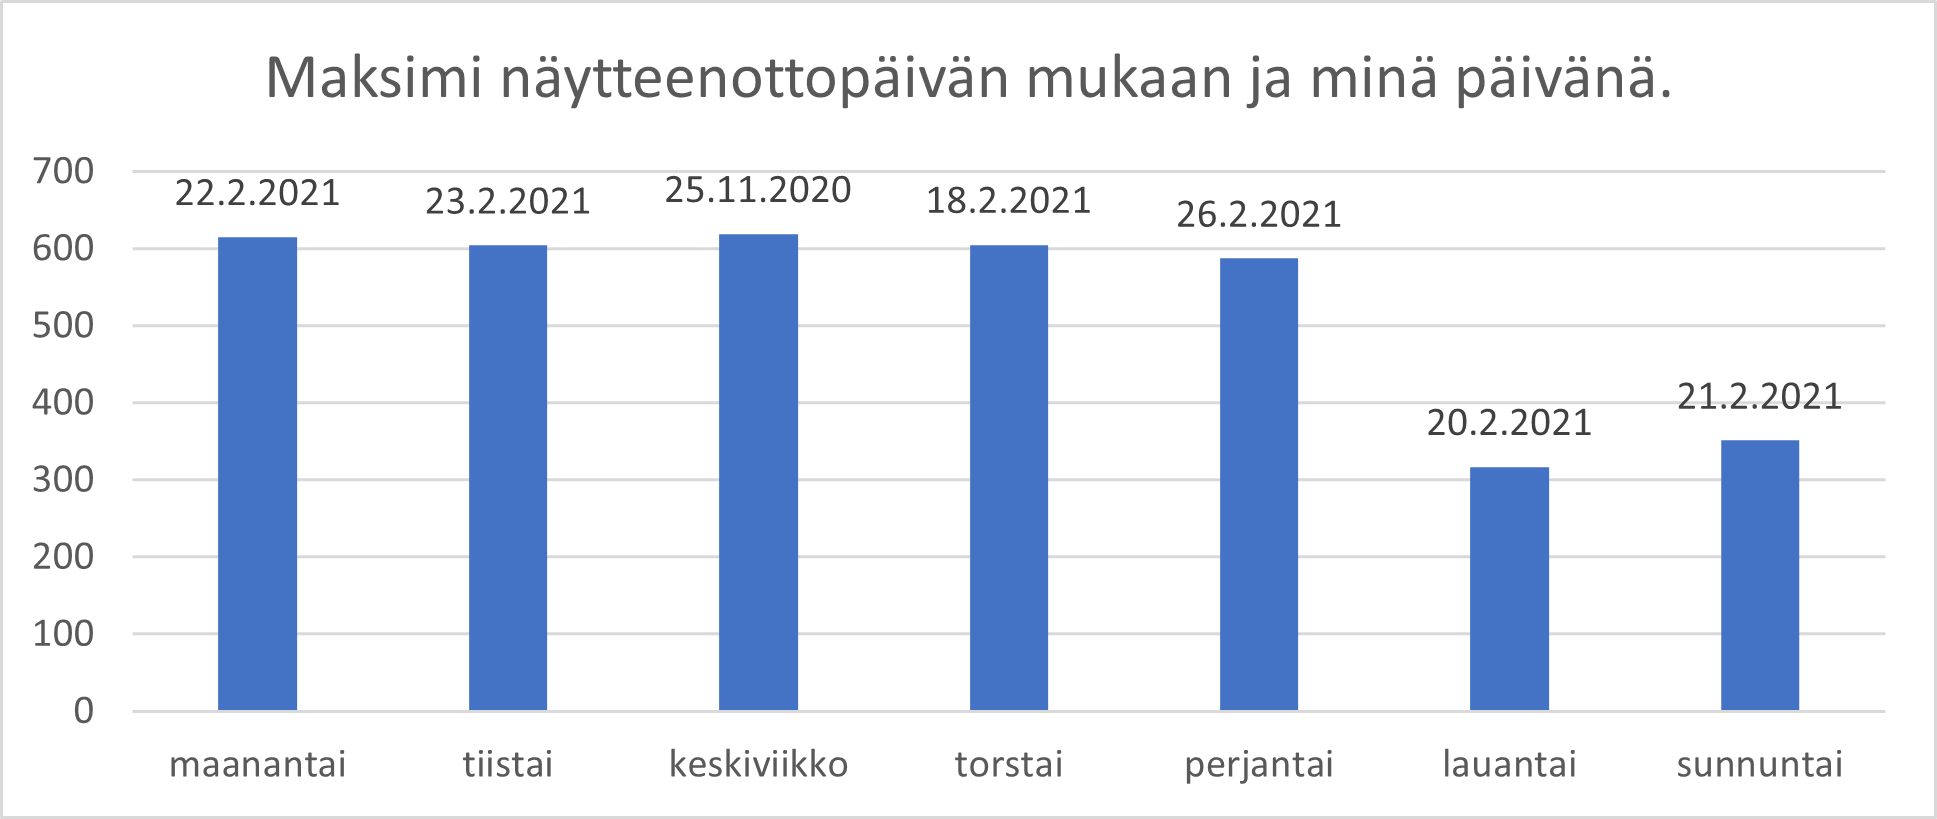 Maksimi näytteenottopäivän mukaan ja minä päivänä.
700
600
500
400
300
200
100
0
22.2.2021
23.2.2021
25.11.2020
18.2.2021
26.2.2021
20.2.2021
21.2.2021
maanantai
tiistai
keskiviikko
torstai
perjantai
lauantai
sunnuntai